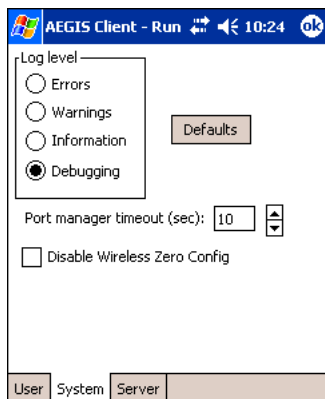 AEGIS Client - Run 10:24 ok
Log level
Errors
Warnings
Information
Debugging
Defaults
Port manager timeout (sec): 10
Disable Wireless Zero Config
User System Server